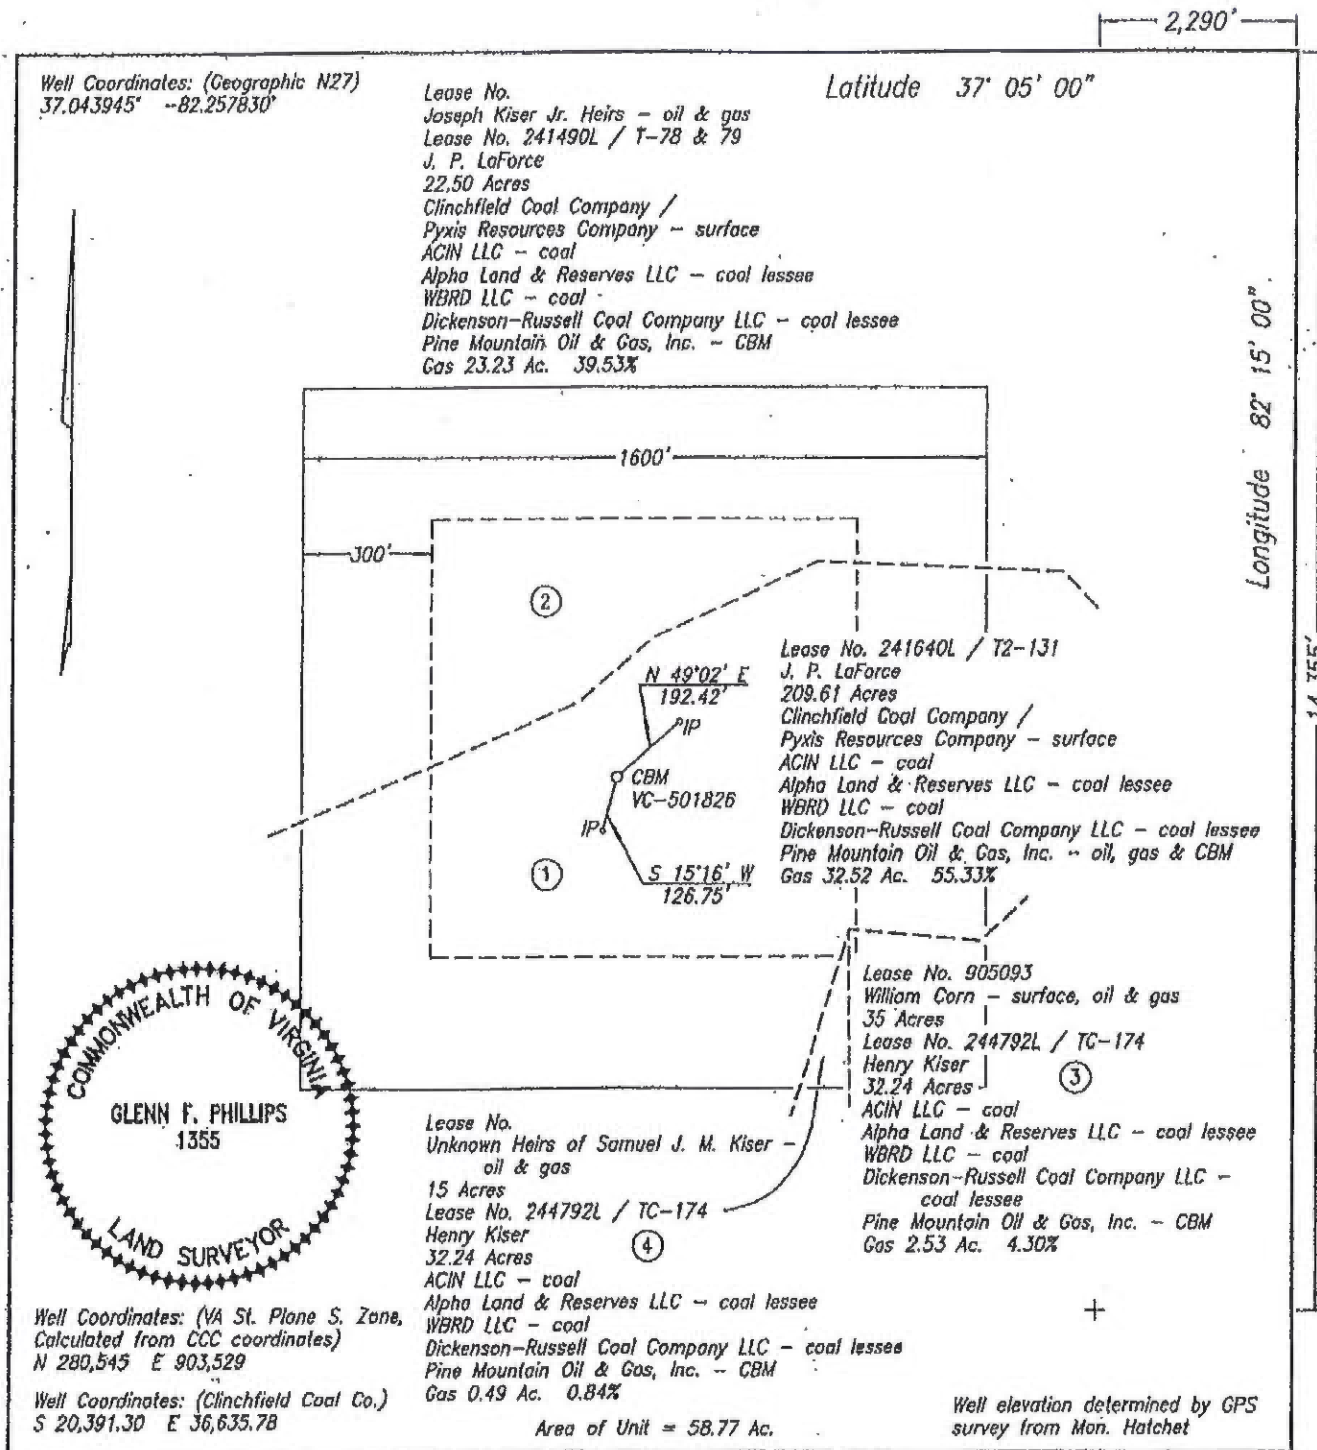 2,290'
Well Coordinates: (Geographic N27)
37.043945° --82.257830°
Latitude 37° 05' 00"
Lease No.
Joseph Kiser Jr. Heirs - oil & gas
Lease No. 241490L / T-78 & 79
J. P. LaForce
22.50 Acres
Clinchfield Coal Company /
Pyxis Resources Company - surface
ACIN LLC - coal
Alpha Land & Reserves LLC - coal lessee
WBRD LLC - coal
Dickenson-Russell Coal Company LLC - coal lessee
Pine Mountain Oil & Gas, Inc. - CBM
Gas 23.23 Ac. 39.53%
Longitude 82° 15' 00"
14,755'
1600'
300'
2
N 49°02' E
192.42'
IP
CBM
VC-501826
IP
S 15°16' W
126.75'
1
Lease No. 241640L / T2-131
J. P. LaForce
209.61 Acres
Clinchfield Coal Company /
Pyxis Resources Company - surface
ACIN LLC - coal
Alpha Land & Reserves LLC - coal lessee
WBRD LLC - coal
Dickenson-Russell Coal Company LLC - coal lessee
Pine Mountain Oil & Gas, Inc. - oil, gas & CBM
Gas 32.52 Ac. 55.33%
Lease No. 905093
William Corn - surface, oil & gas
35 Acres
Lease No. 244792L / TC-174
Henry Kiser
32.24 Acres
3
ACIN LLC - coal
Alpha Land & Reserves LLC - coal lessee
WBRD LLC - coal
Dickenson-Russell Coal Company LLC -
coal lessee
Pine Mountain Oil & Gas, Inc. - CBM
Gas 2.53 Ac. 4.30%
COMMONWEALTH OF VIRGINIA
GLENN F. PHILLIPS
1355
LAND SURVEYOR
Lease No.
Unknown Heirs of Samuel J. M. Kiser -
oil & gas
15 Acres
Lease No. 244792L / TC-174
Henry Kiser
4
32.24 Acres
ACIN LLC - coal
Alpha Land & Reserves LLC - coal lessee
WBRD LLC - coal
Dickenson-Russell Coal Company LLC - coal lessee
Pine Mountain Oil & Gas, Inc. - CBM
Gas 0.49 Ac. 0.84%
Well Coordinates: (VA St. Plane S. Zone,
Calculated from CCC coordinates)
N 280,545 E 903,529
Well Coordinates: (Clinchfield Coal Co.)
S 20,391.30 E 36,635.78
Area of Unit = 58.77 Ac.
Well elevation determined by GPS
survey from Mon. Hatchet